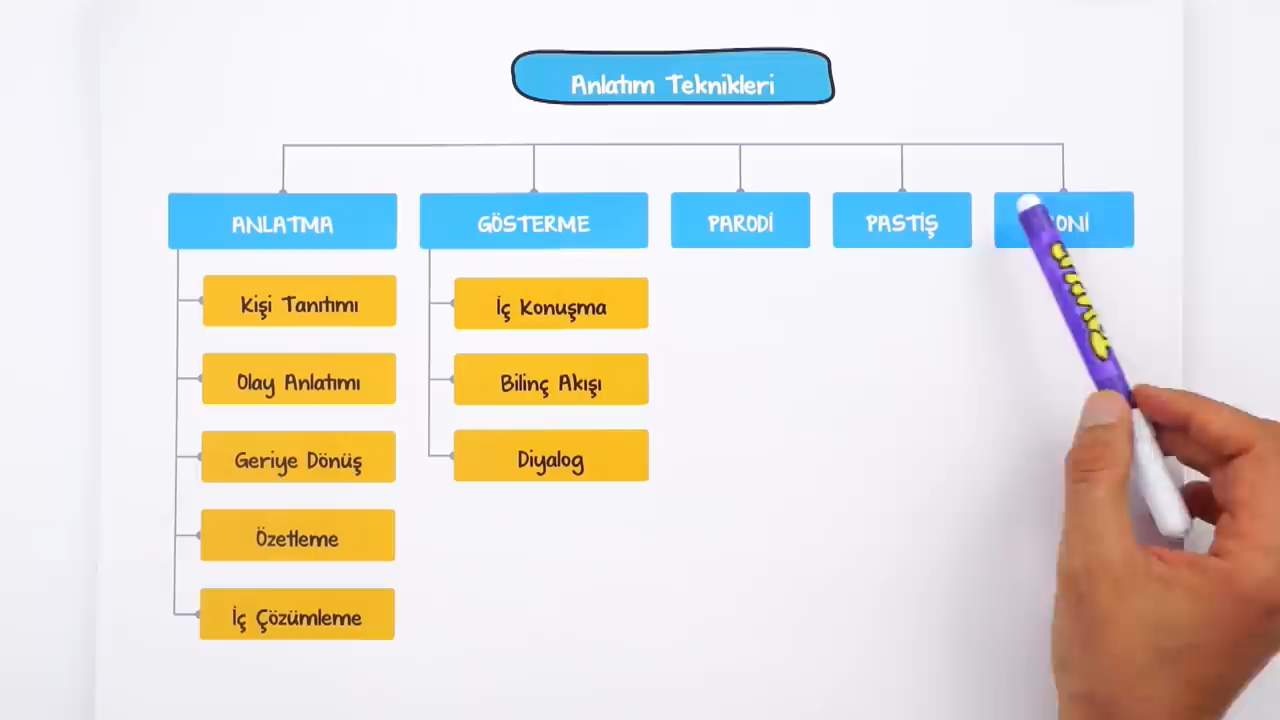 Anlatım Teknikleri
ANLATMA
GÖSTERME
PARODİ
PASTİŞ
Kişi Tanıtımı
Olay Anlatımı
Geriye Dönüş
Özetleme
İç Çözümleme
İç Konuşma
Bilinç Akışı
Diyalog